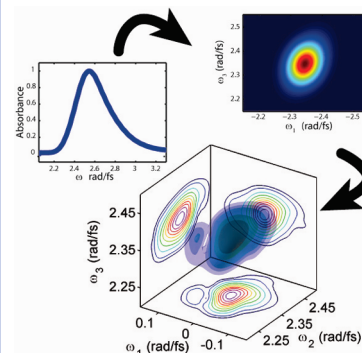 Absorbance
1
0.8
0.6
0.4
0.2
0
2.2 2.4 2.6 2.8 3 3.2
ω rad/fs
ω₃ (rad/fs)
2.5
2.4
2.3
2.2
-2.2 -2.3 -2.4 -2.5
ω₁ (rad/fs)
ω₃ (rad/fs)
2.45
2.35
2.25
0.1 0 -0.1
ω₁ (rad/fs)
2.25 2.35 2.45
ω₂ (rad/fs)